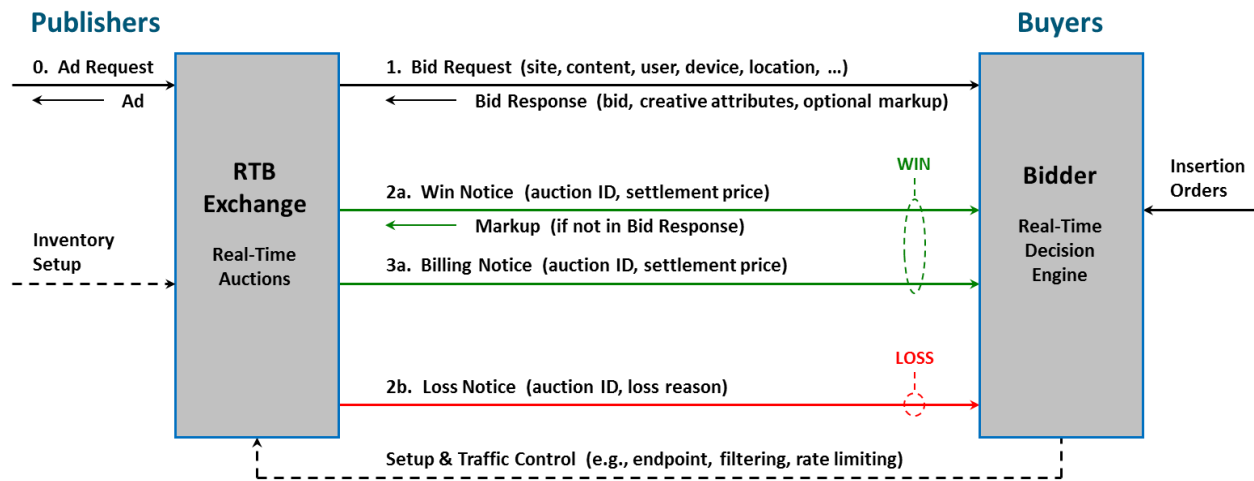 Publishers
Buyers
0. Ad Request
Ad
1. Bid Request (site, content, user, device, location, ...)
Bid Response (bid, creative attributes, optional markup)
RTB
Exchange
Real-Time
Auctions
WIN
2a. Win Notice (auction ID, settlement price)
Markup (if not in Bid Response)
3a. Billing Notice (auction ID, settlement price)
Bidder
Real-Time
Decision
Engine
Insertion
Orders
Inventory
Setup
LOSS
2b. Loss Notice (auction ID, loss reason)
Setup & Traffic Control (e.g., endpoint, filtering, rate limiting)